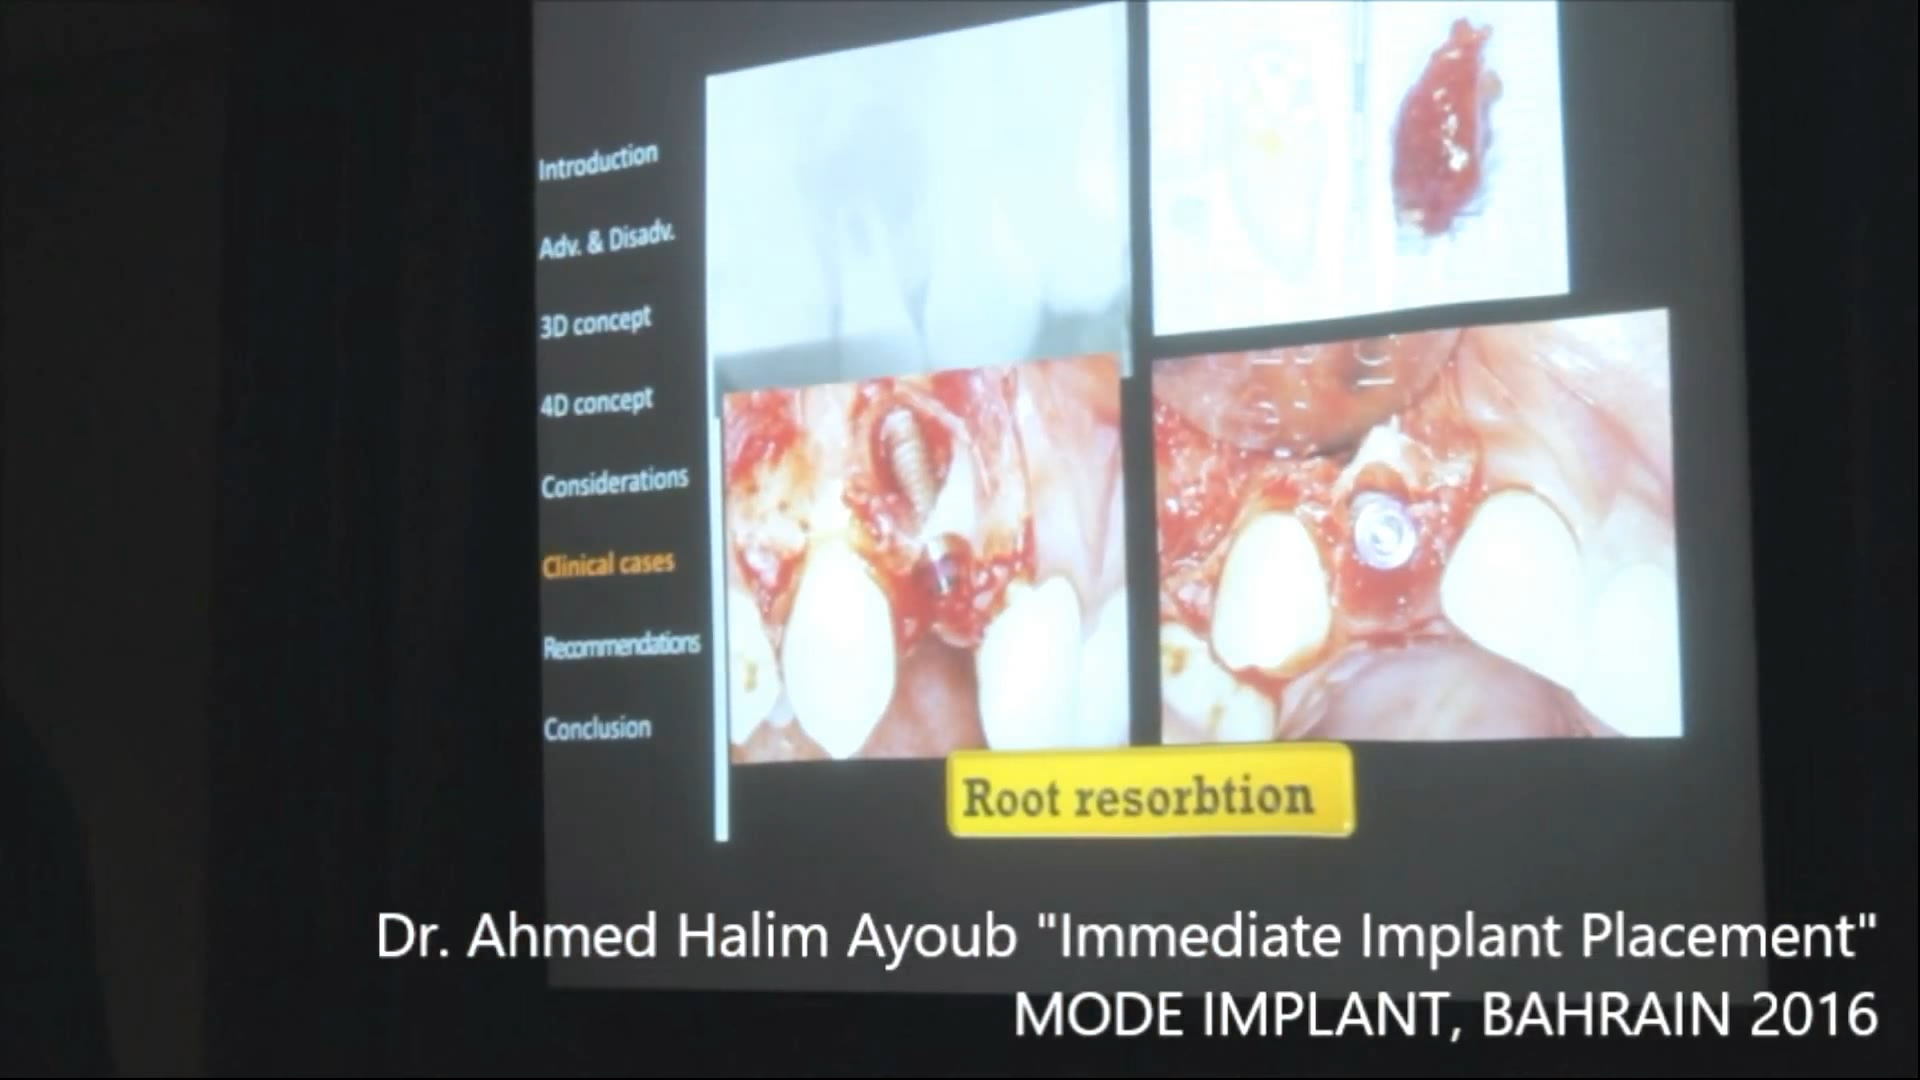 Introduction
Adv. & Disadv.
3D concept
4D concept
Considerations
Clinical cases
Recommendations
Conclusion
Root resorbtion
Dr. Ahmed Halim Ayoub "Immediate Implant Placement"
MODE IMPLANT, BAHRAIN 2016